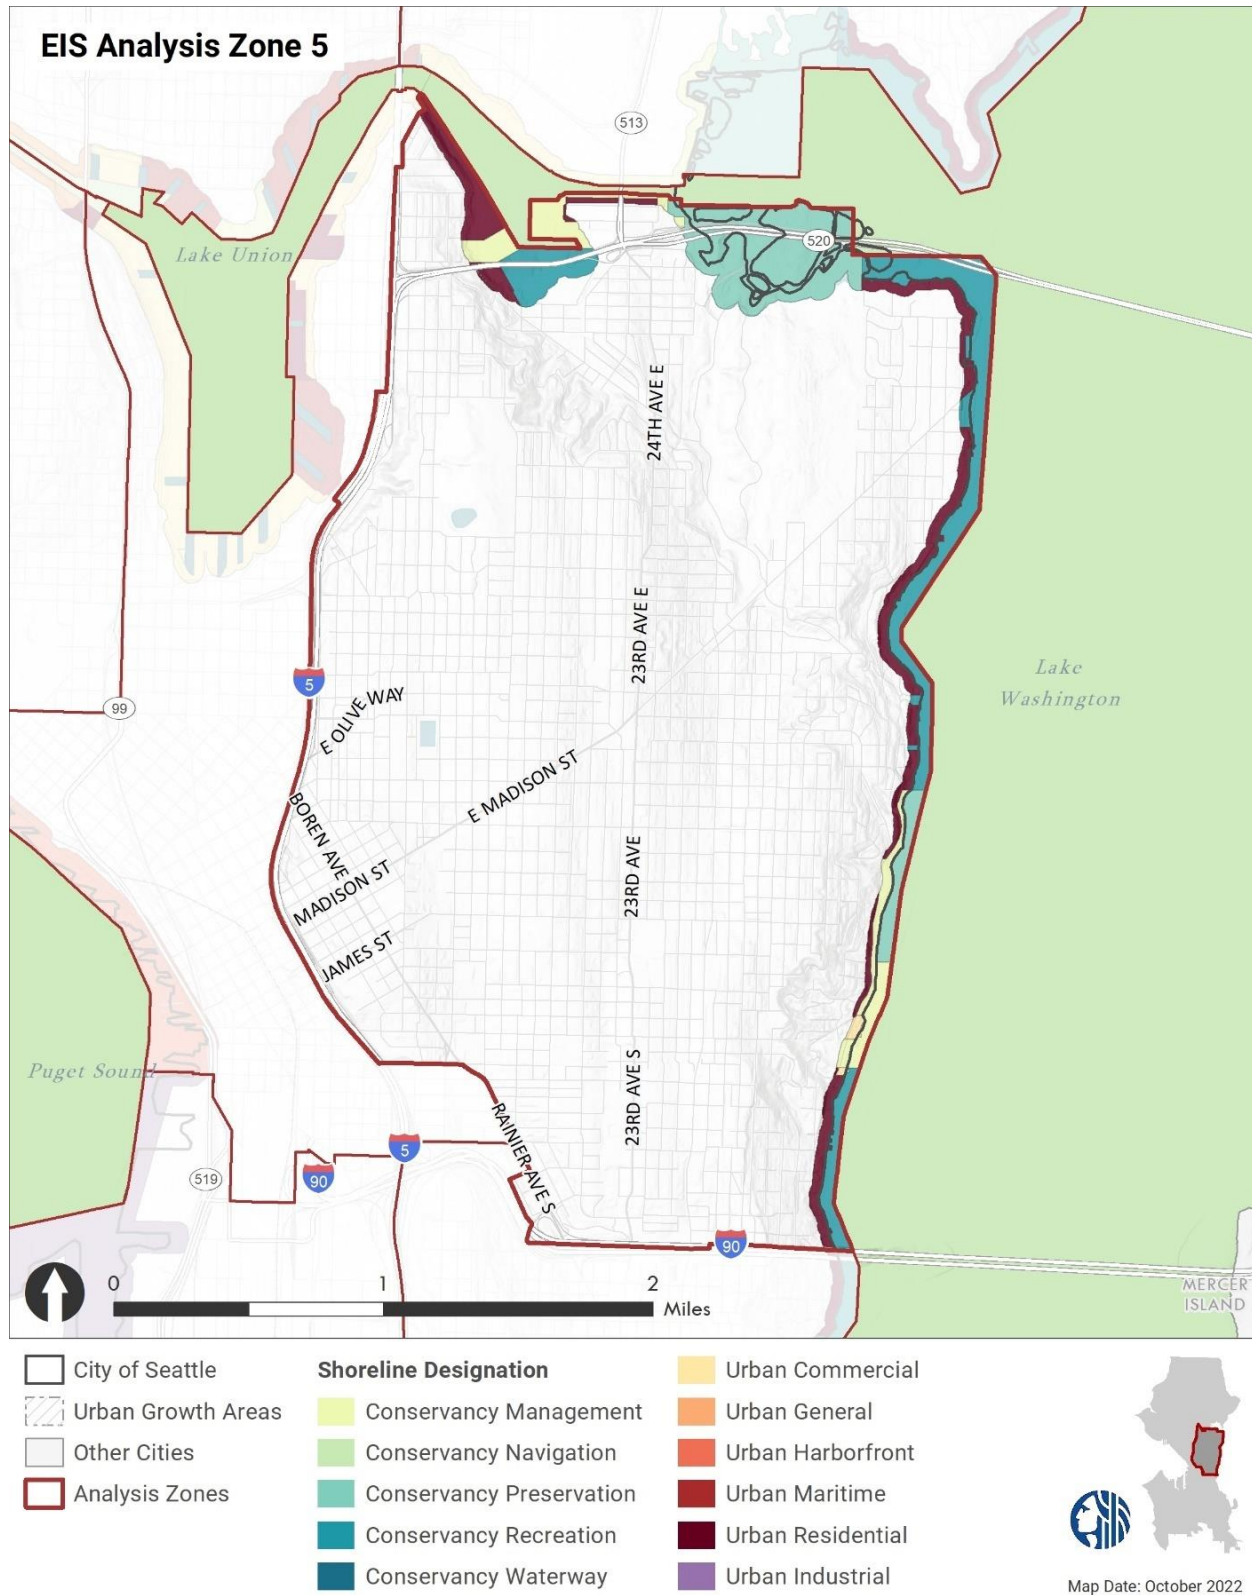 EIS Analysis Zone 5
513
520
Lake Union
24TH AVE E
23RD AVE E
5
99
Lake
Washington
E OLIVE WAY
E MADISON ST
BOREN AVE
MADISON ST
23RD AVE
JAMES ST
Puget Sound
23RD AVE S
RAINIER AVE S
5
90
519
90
0 1 2
Miles
MERCER
ISLAND
City of Seattle
Urban Growth Areas
Other Cities
Analysis Zones
Shoreline Designation
Conservancy Management
Conservancy Navigation
Conservancy Preservation
Conservancy Recreation
Conservancy Waterway
Urban Commercial
Urban General
Urban Harborfront
Urban Maritime
Urban Residential
Urban Industrial
Map Date: October 2022